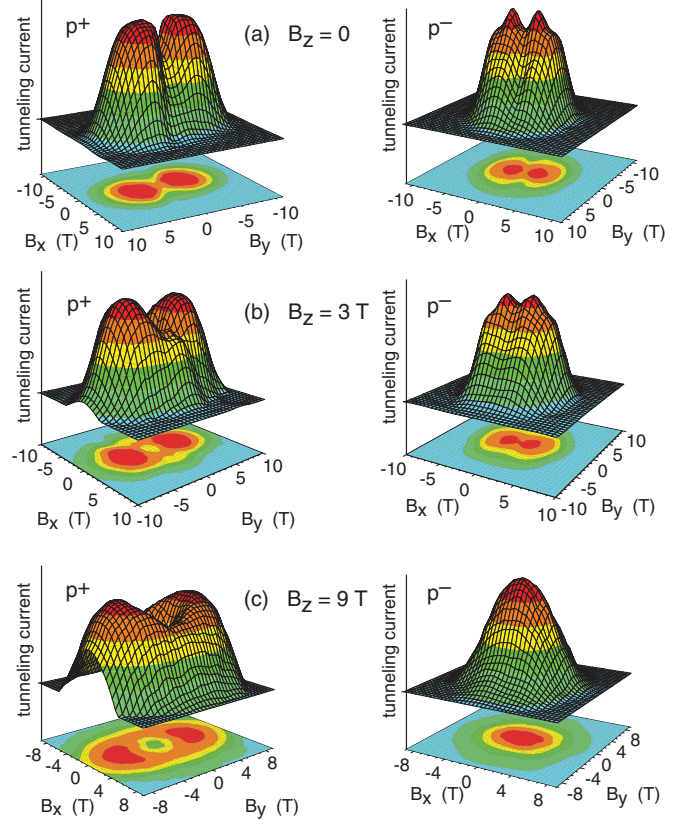 p+ (a) B_z = 0 p−
tunneling current
tunneling current
-10 -5 0 5 10
B_x (T)
10 5 0 -5 -10
B_y (T)
-10 -5 0 5 10
B_x (T)
10 5 0 -5 -10
B_y (T)
p+ (b) B_z = 3 T p−
tunneling current
tunneling current
-10 -5 0 5 10
B_x (T)
-10 -5 0 5 10
B_y (T)
-10 -5 0 5 10
B_x (T)
-10 -5 0 5 10
B_y (T)
p+ (c) B_z = 9 T p−
tunneling current
tunneling current
-8 -4 0 4 8
B_x (T)
-8 -4 0 4 8
B_y (T)
-8 -4 0 4 8
B_x (T)
-8 -4 0 4 8
B_y (T)